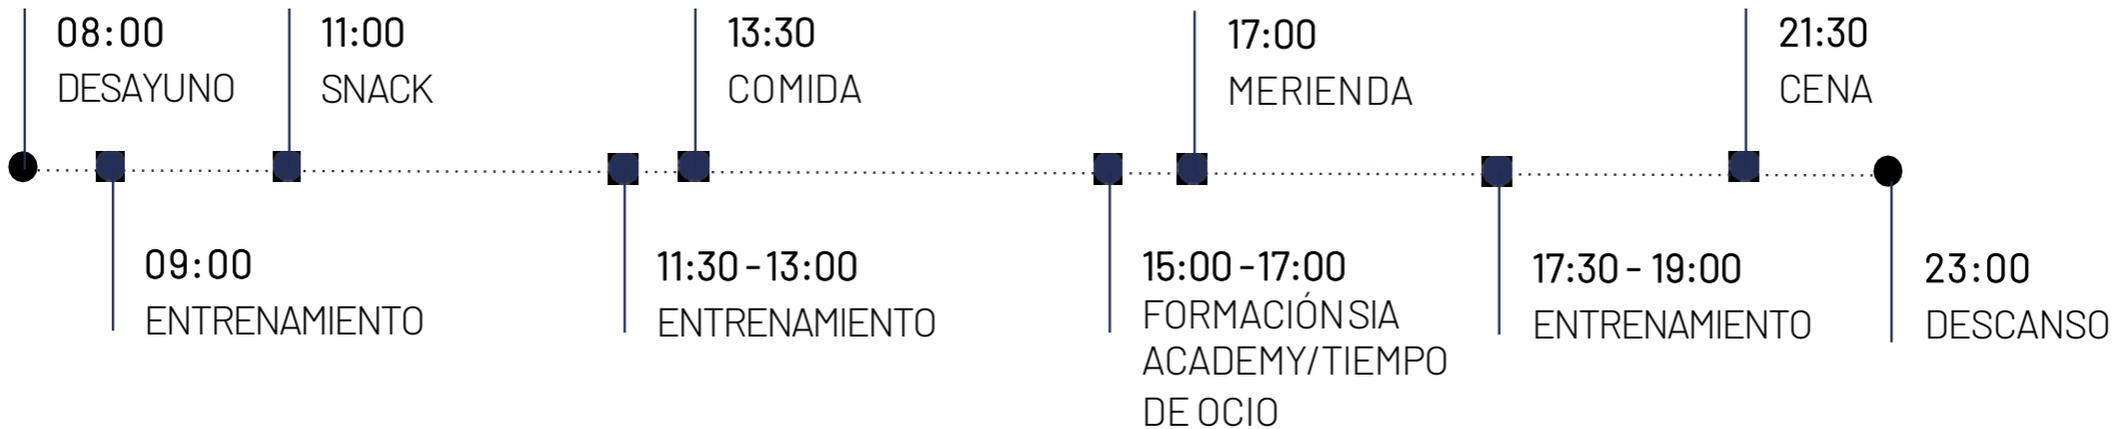 08:00
DESAYUNO
11:00
SNACK
13:30
COMIDA
17:00
MERIENDA
21:30
CENA
09:00
ENTRENAMIENTO
11:30-13:00
ENTRENAMIENTO
15:00-17:00
FORMACIÓN SIA
ACADEMY/TIEMPO
DE OCIO
17:30- 19:00
ENTRENAMIENTO
23:00
DESCANSO